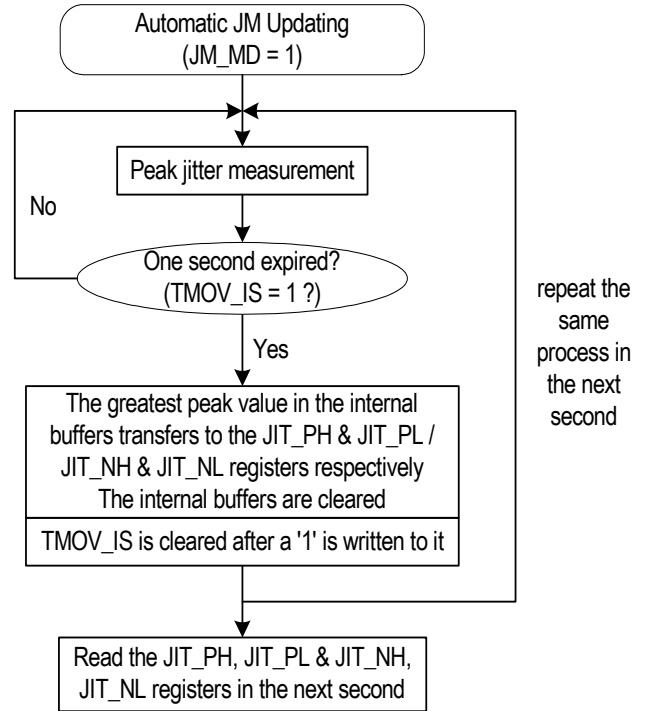 Automatic JM Updating
(JM_MD = 1)
Peak jitter measurement
No
One second expired?
(TMOV_IS = 1 ?)
Yes
repeat the
same
process in
the next
second
The greatest peak value in the internal
buffers transfers to the JIT_PH & JIT_PL /
JIT_NH & JIT_NL registers respectively
The internal buffers are cleared
TMOV_IS is cleared after a '1' is written to it
Read the JIT_PH, JIT_PL & JIT_NH,
JIT_NL registers in the next second